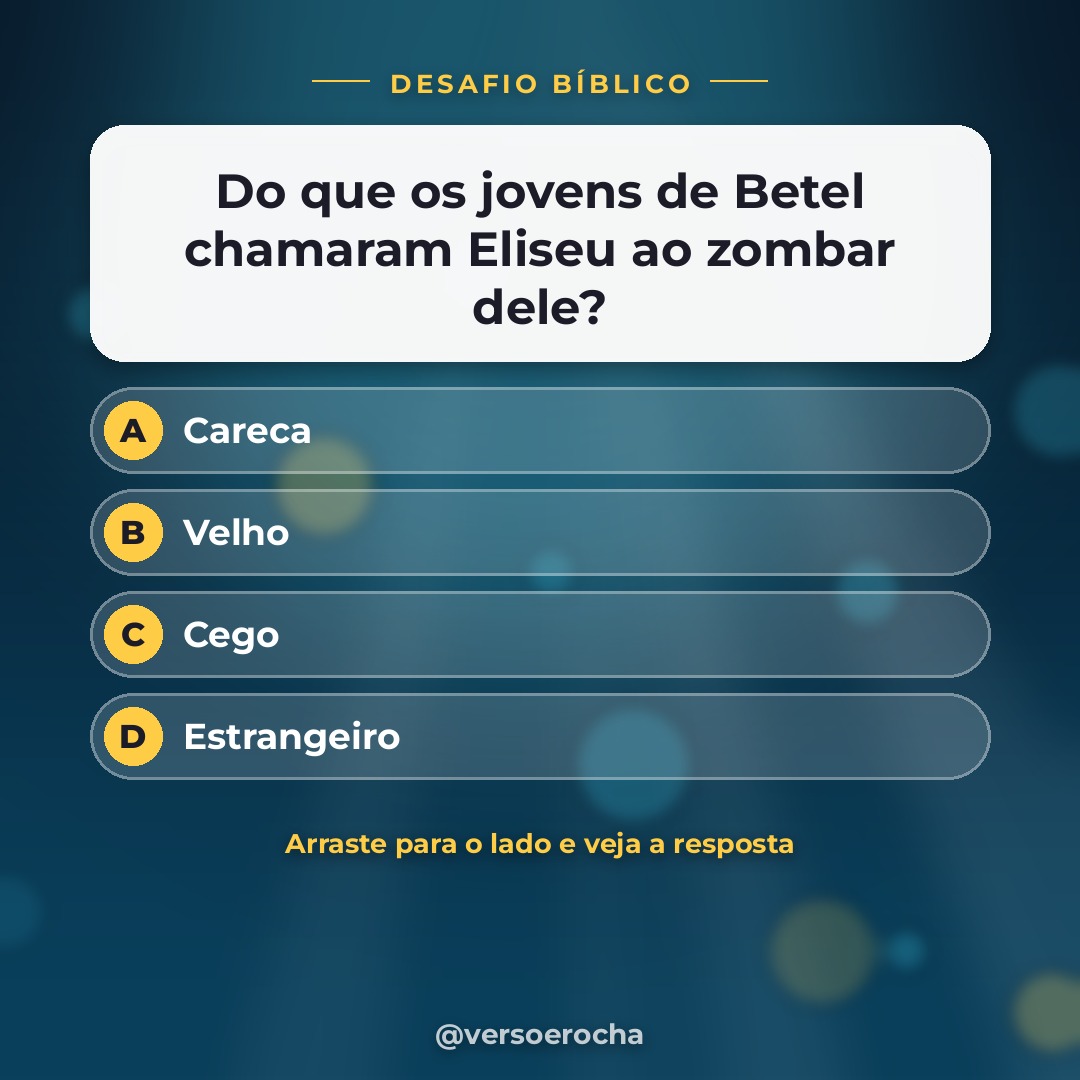 DESAFIO BÍBLICO
Do que os jovens de Betel
chamaram Eliseu ao zombar
dele?
A Careca
B Velho
C Cego
D Estrangeiro
Arraste para o lado e veja a resposta
@versoerocha